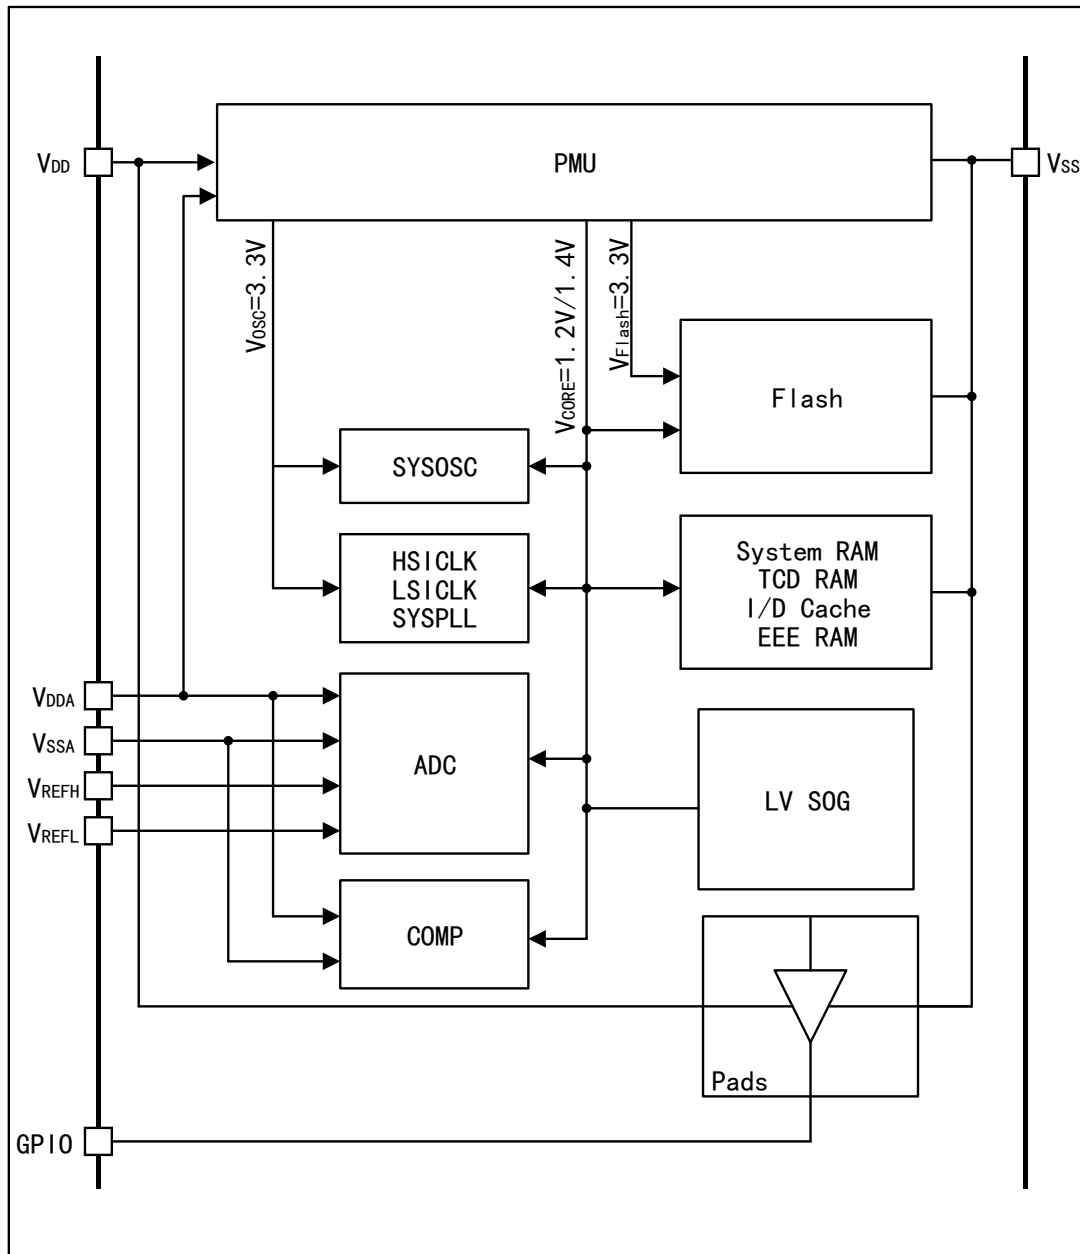 PMU
VDD
VSS
VOSC=3.3V
VCORE=1.2V/1.4V
VFlash=3.3V
Flash
SYSOSC
HSICLK
LSICLK
SYSPLL
System RAM
TCD RAM
I/D Cache
EEE RAM
VDDA
VSSA
VREFH
VREFL
ADC
LV SOG
COMP
Pads
GPIO